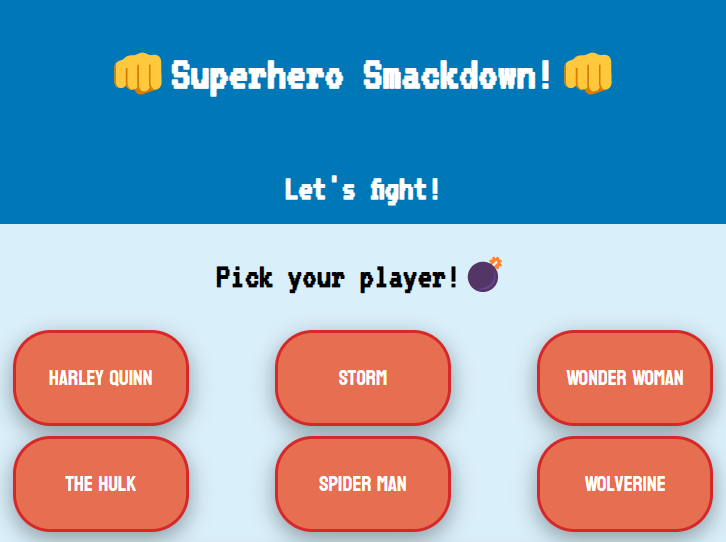 Superhero Smackdown!
Let's fight!
Pick your player!
HARLEY QUINN
STORM
WONDER WOMAN
THE HULK
SPIDER MAN
WOLVERINE